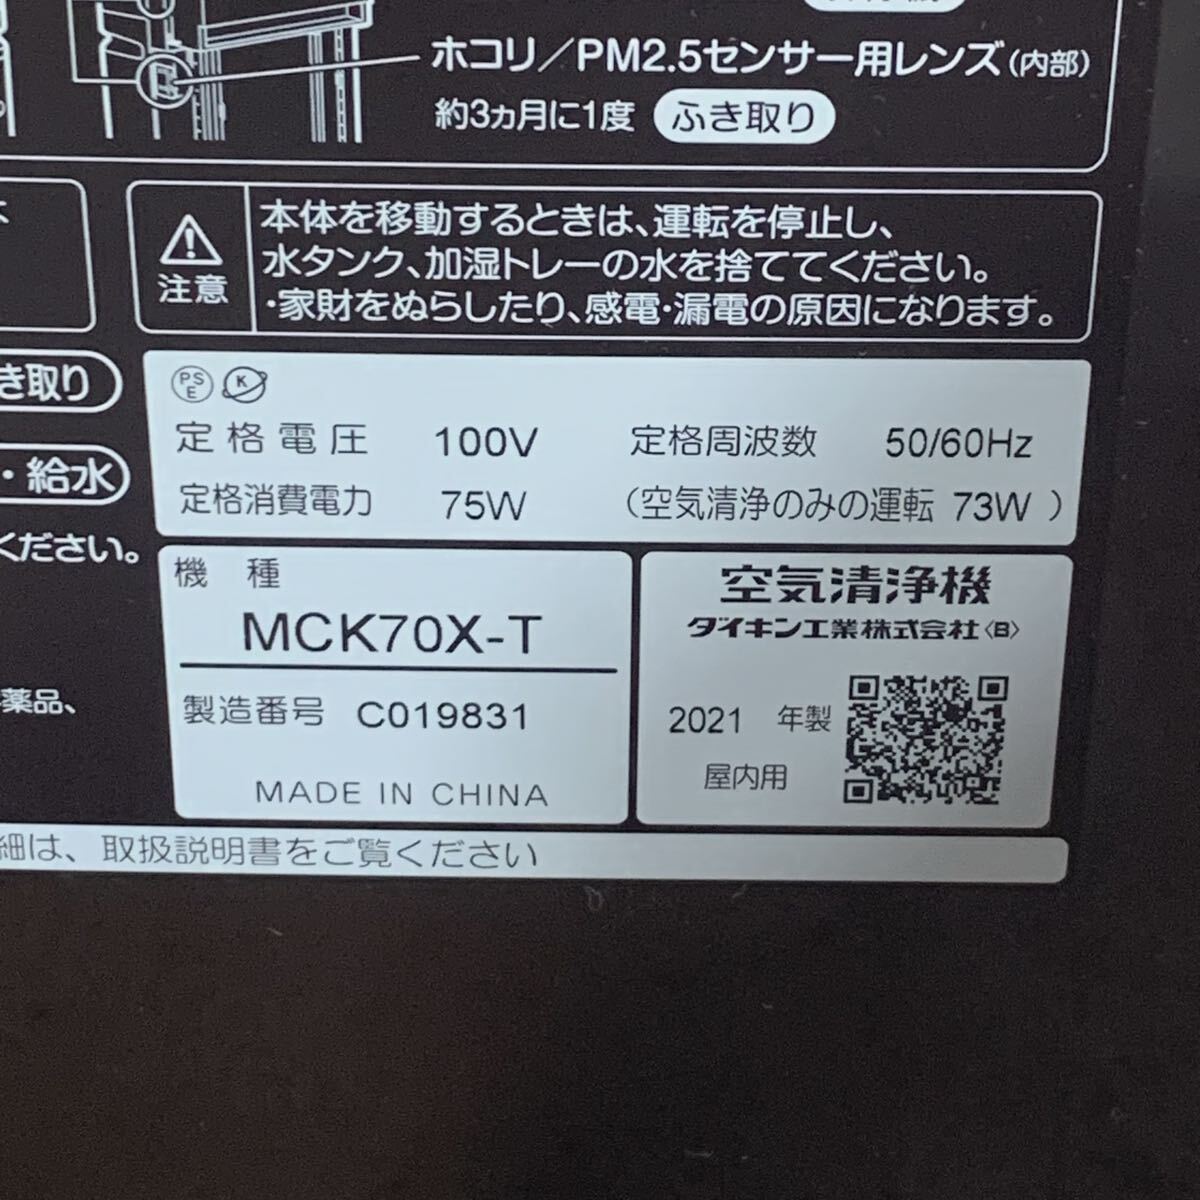 ホコリ／PM2.5センサー用レンズ（内部）
約3ヵ月に1度 ふき取り
注意
本体を移動するときは、運転を停止し、
水タンク、加湿トレーの水を捨ててください。
・家財をぬらしたり、感電・漏電の原因になります。
き取り
・給水
ください。
薬品、
PSE K
定格電圧 100V 定格周波数 50/60Hz
定格消費電力 75W （空気清浄のみの運転 73W）
機種
MCK70X-T
製造番号 C019831
MADE IN CHINA
空気清浄機
ダイキン工業株式会社〈B〉
2021 年製
屋内用
細は、取扱説明書をご覧ください